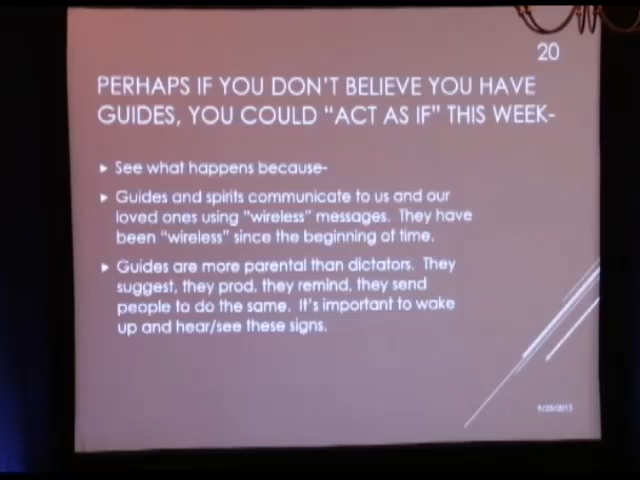 20
PERHAPS IF YOU DON'T BELIEVE YOU HAVE
GUIDES, YOU COULD "ACT AS IF" THIS WEEK-
See what happens because-
Guides and spirits communicate to us and our
loved ones using "wireless" messages. They have
been "wireless" since the beginning of time.
Guides are more parental than dictators. They
suggest, they prod, they remind, they send
people to do the same. It's important to wake
up and hear/see these signs.